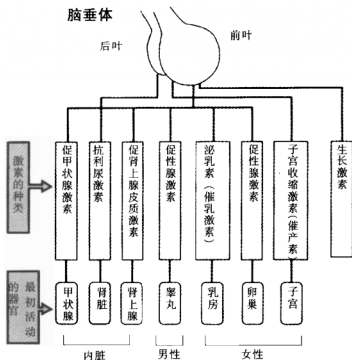 脑垂体
后叶
前叶
激素的种类
促甲状腺激素
抗利尿激素
促肾上腺皮质激素
促性腺激素
泌乳素（催乳激素）
促性腺激素
子宫收缩激素（催产素）
生长激素
最初活动的器官
甲状腺
肾脏
肾上腺
睾丸
乳房
卵巢
子宫
内脏
男性
女性